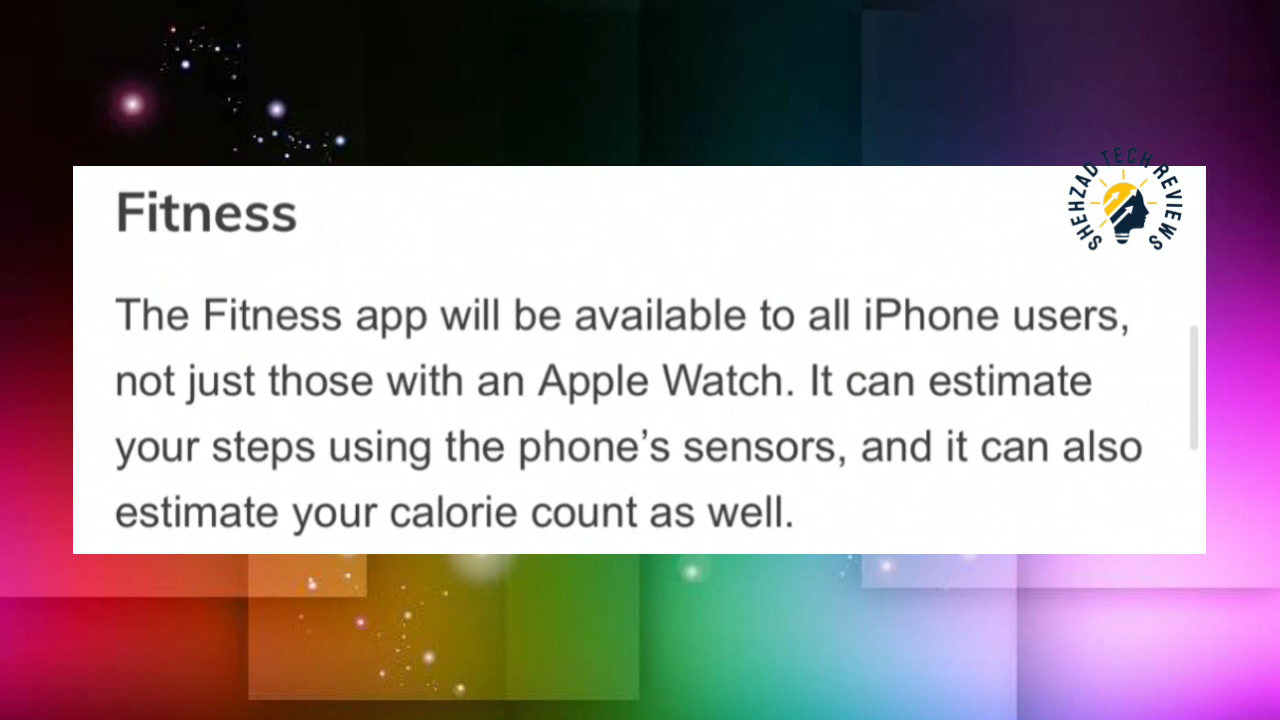 SHEHZAD TECH REVIEWS
Fitness
The Fitness app will be available to all iPhone users,
not just those with an Apple Watch. It can estimate
your steps using the phone’s sensors, and it can also
estimate your calorie count as well.